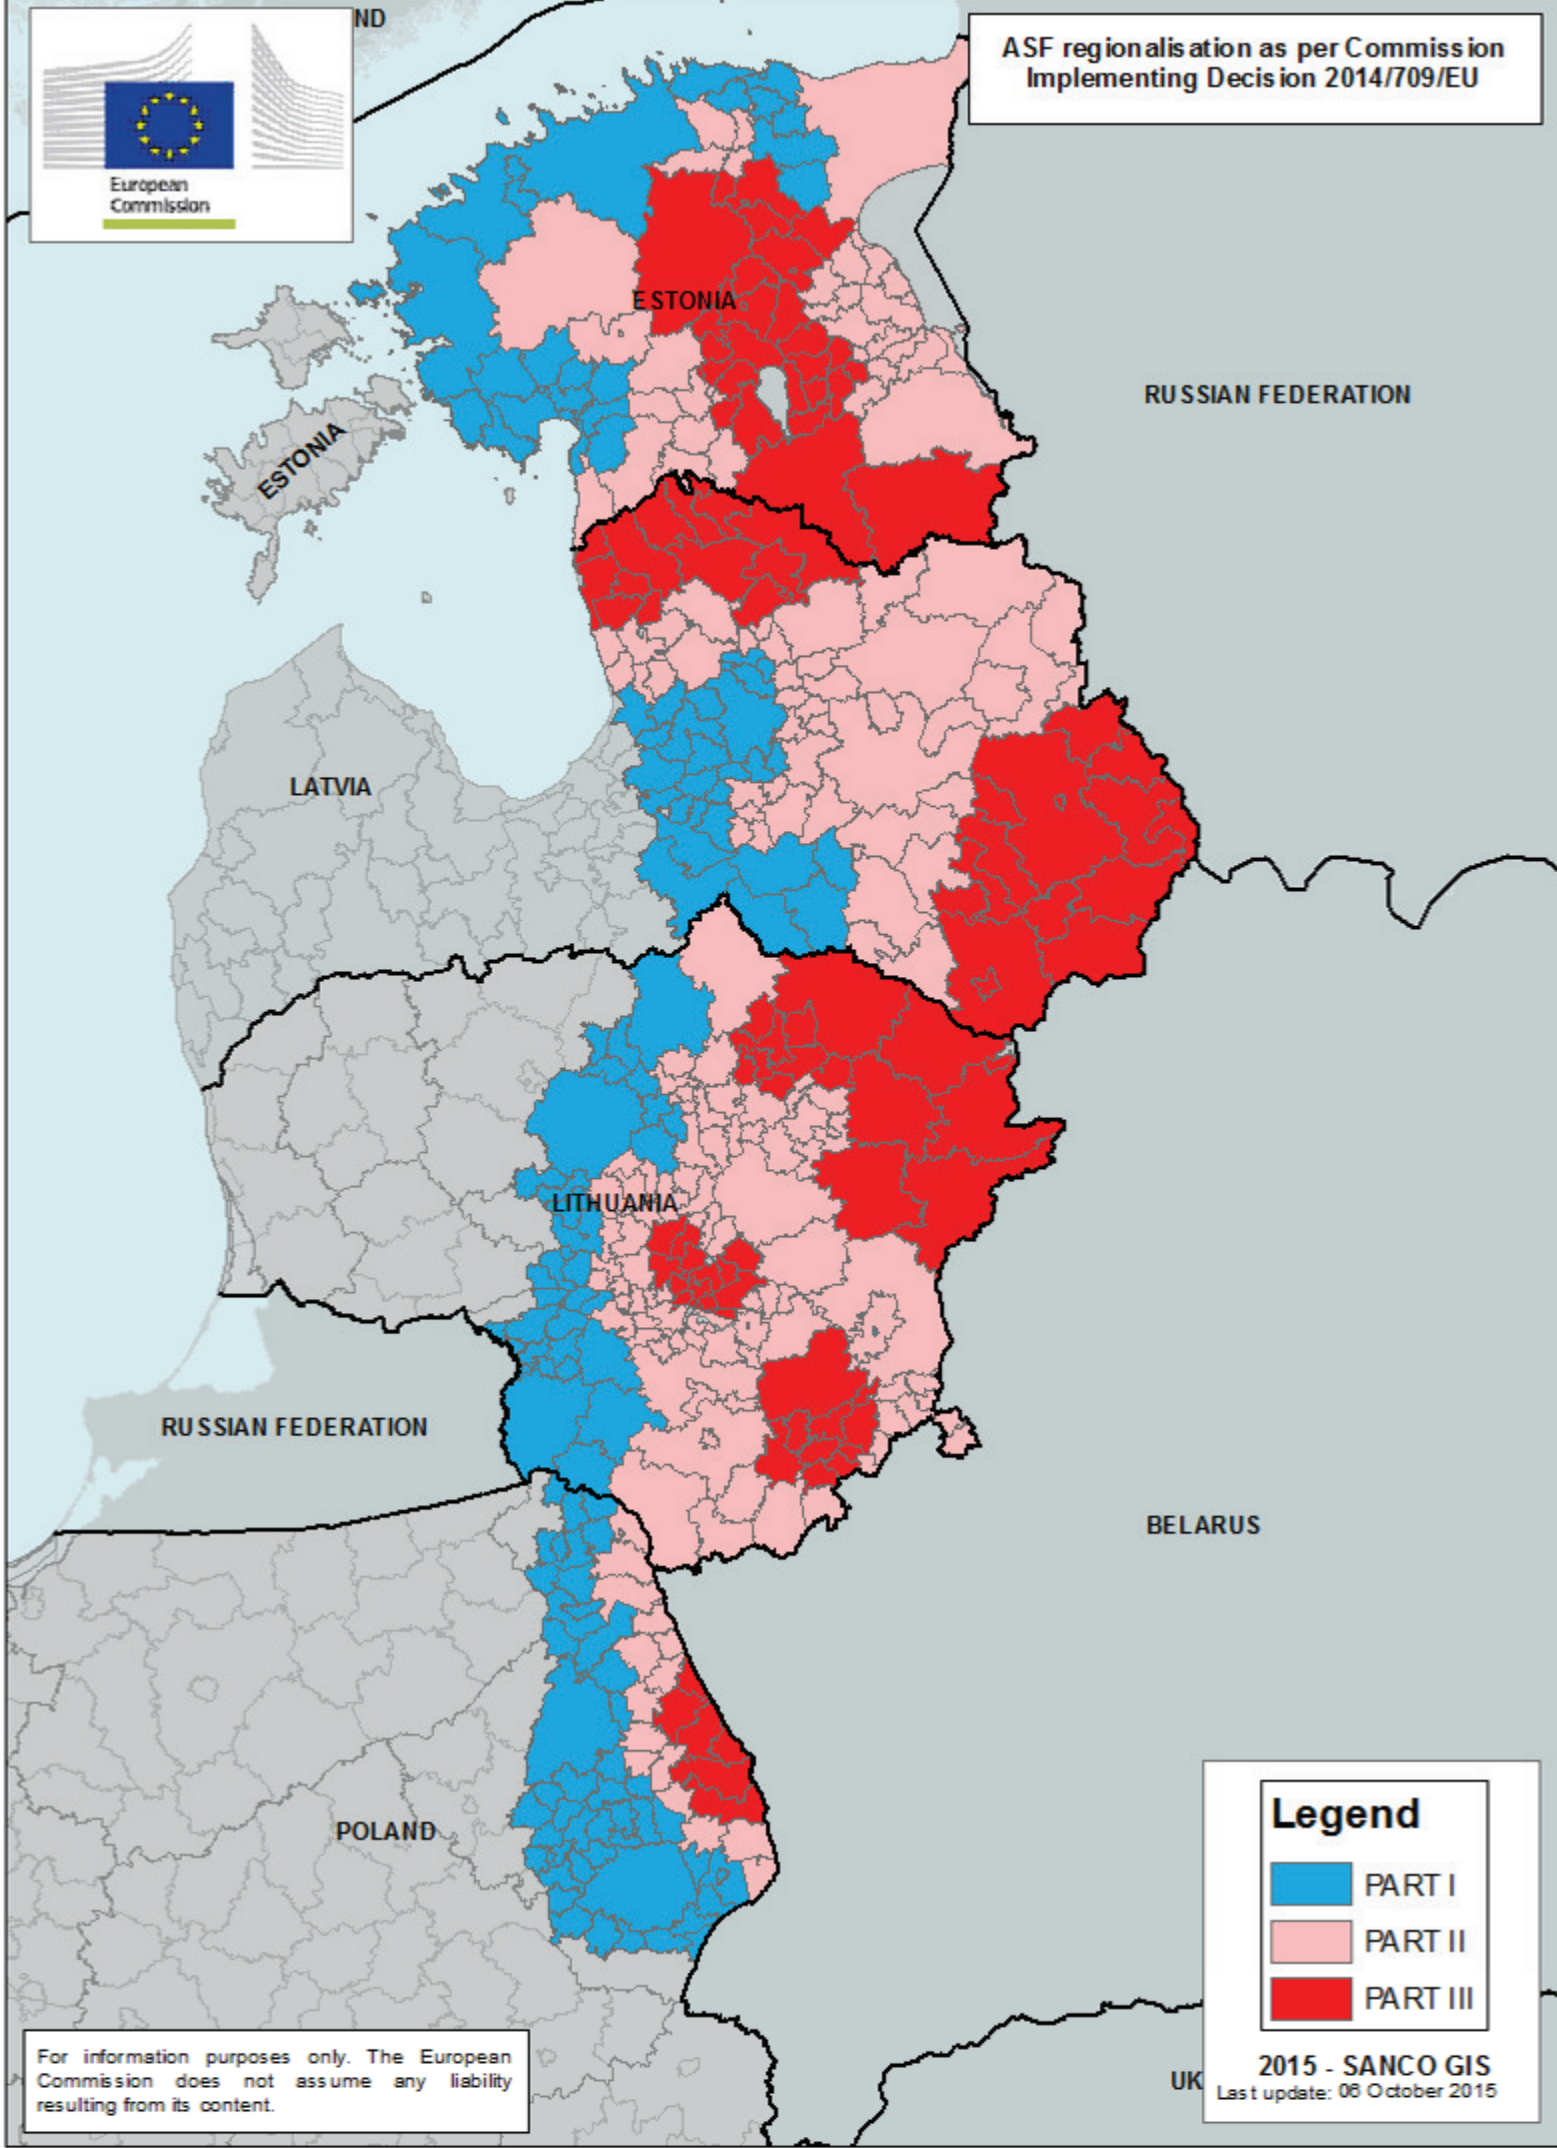 ND
European
Commission
ASF regionalisation as per Commission
Implementing Decision 2014/709/EU
ESTONIA
RUSSIAN FEDERATION
ESTONIA
LATVIA
LITHUANIA
RUSSIAN FEDERATION
BELARUS
POLAND
Legend
PART I
PART II
PART III
2015 - SANCO GIS
Last update: 06 October 2015
UK
For information purposes only. The European
Commission does not assume any liability
resulting from its content.